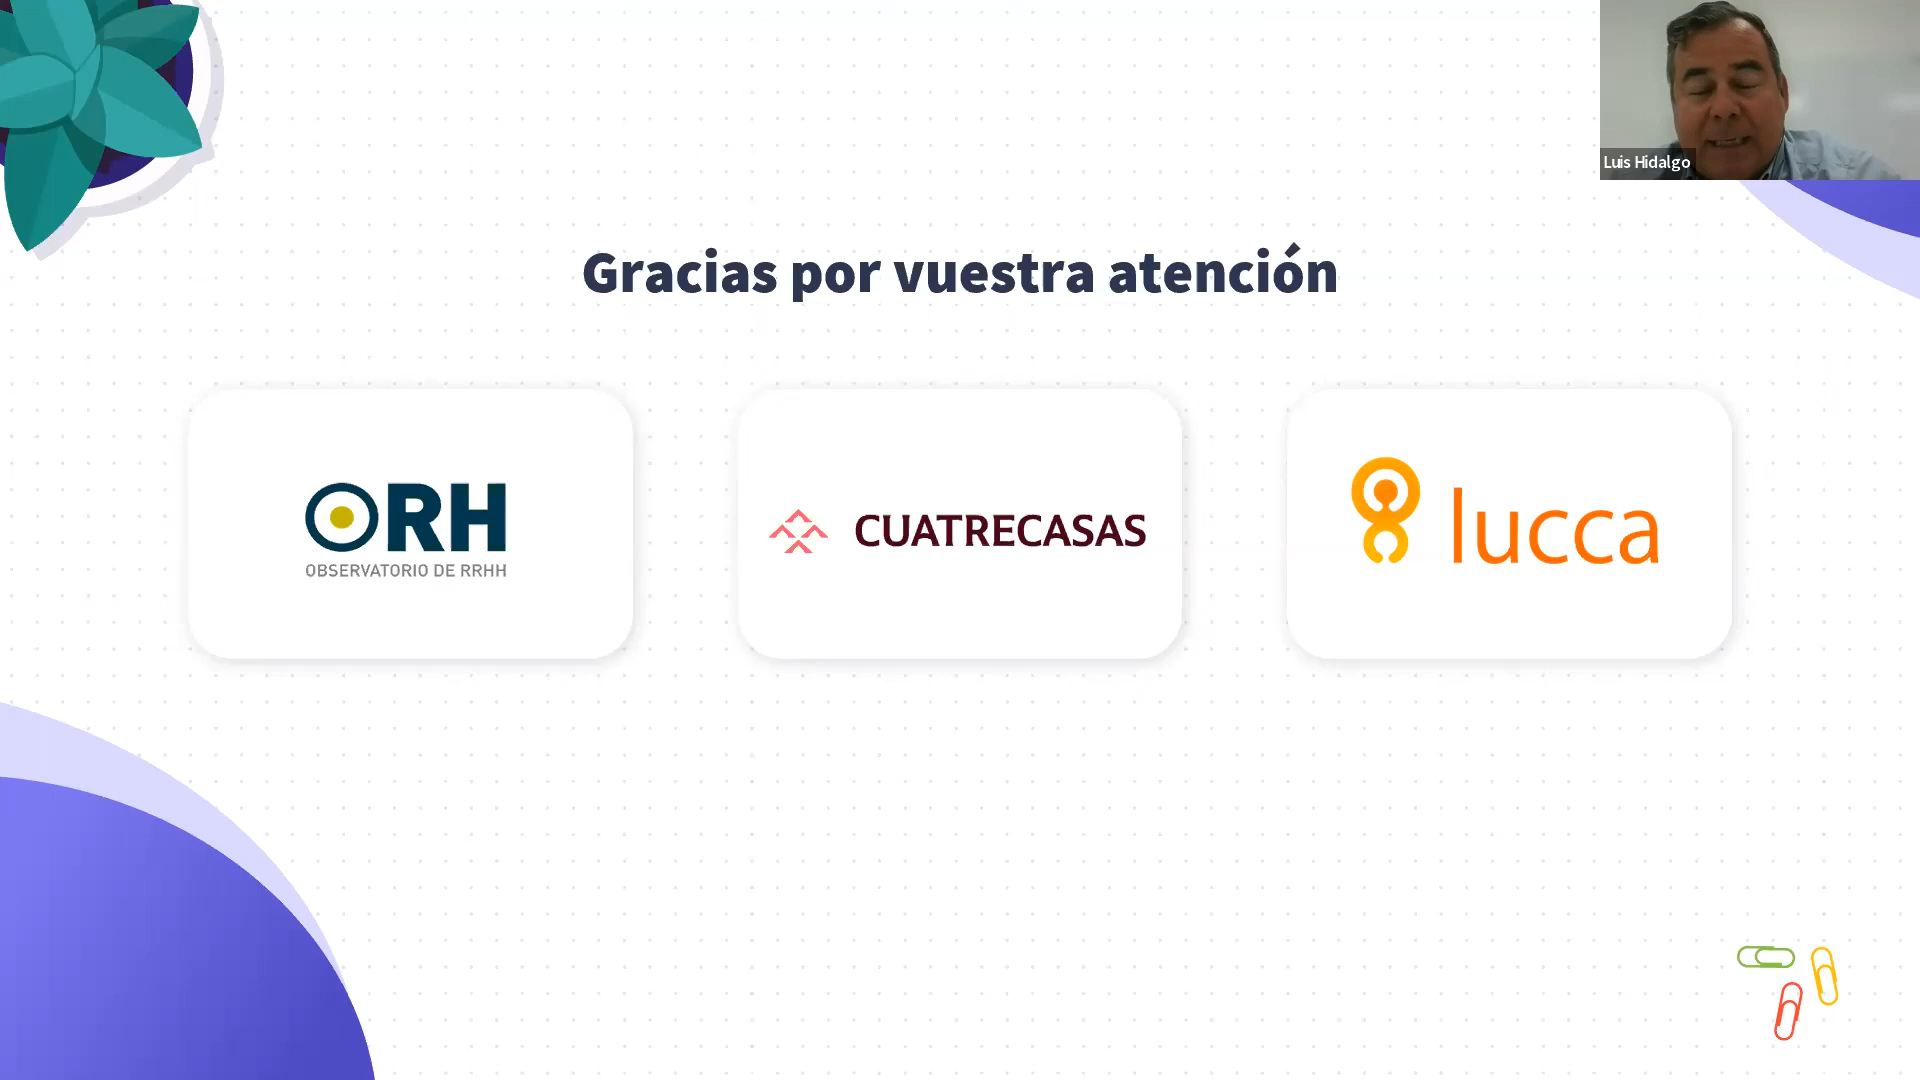 Luis Hidalgo
Gracias por vuestra atención
ORH
OBSERVATORIO DE RRHH
CUATRECASAS
lucca